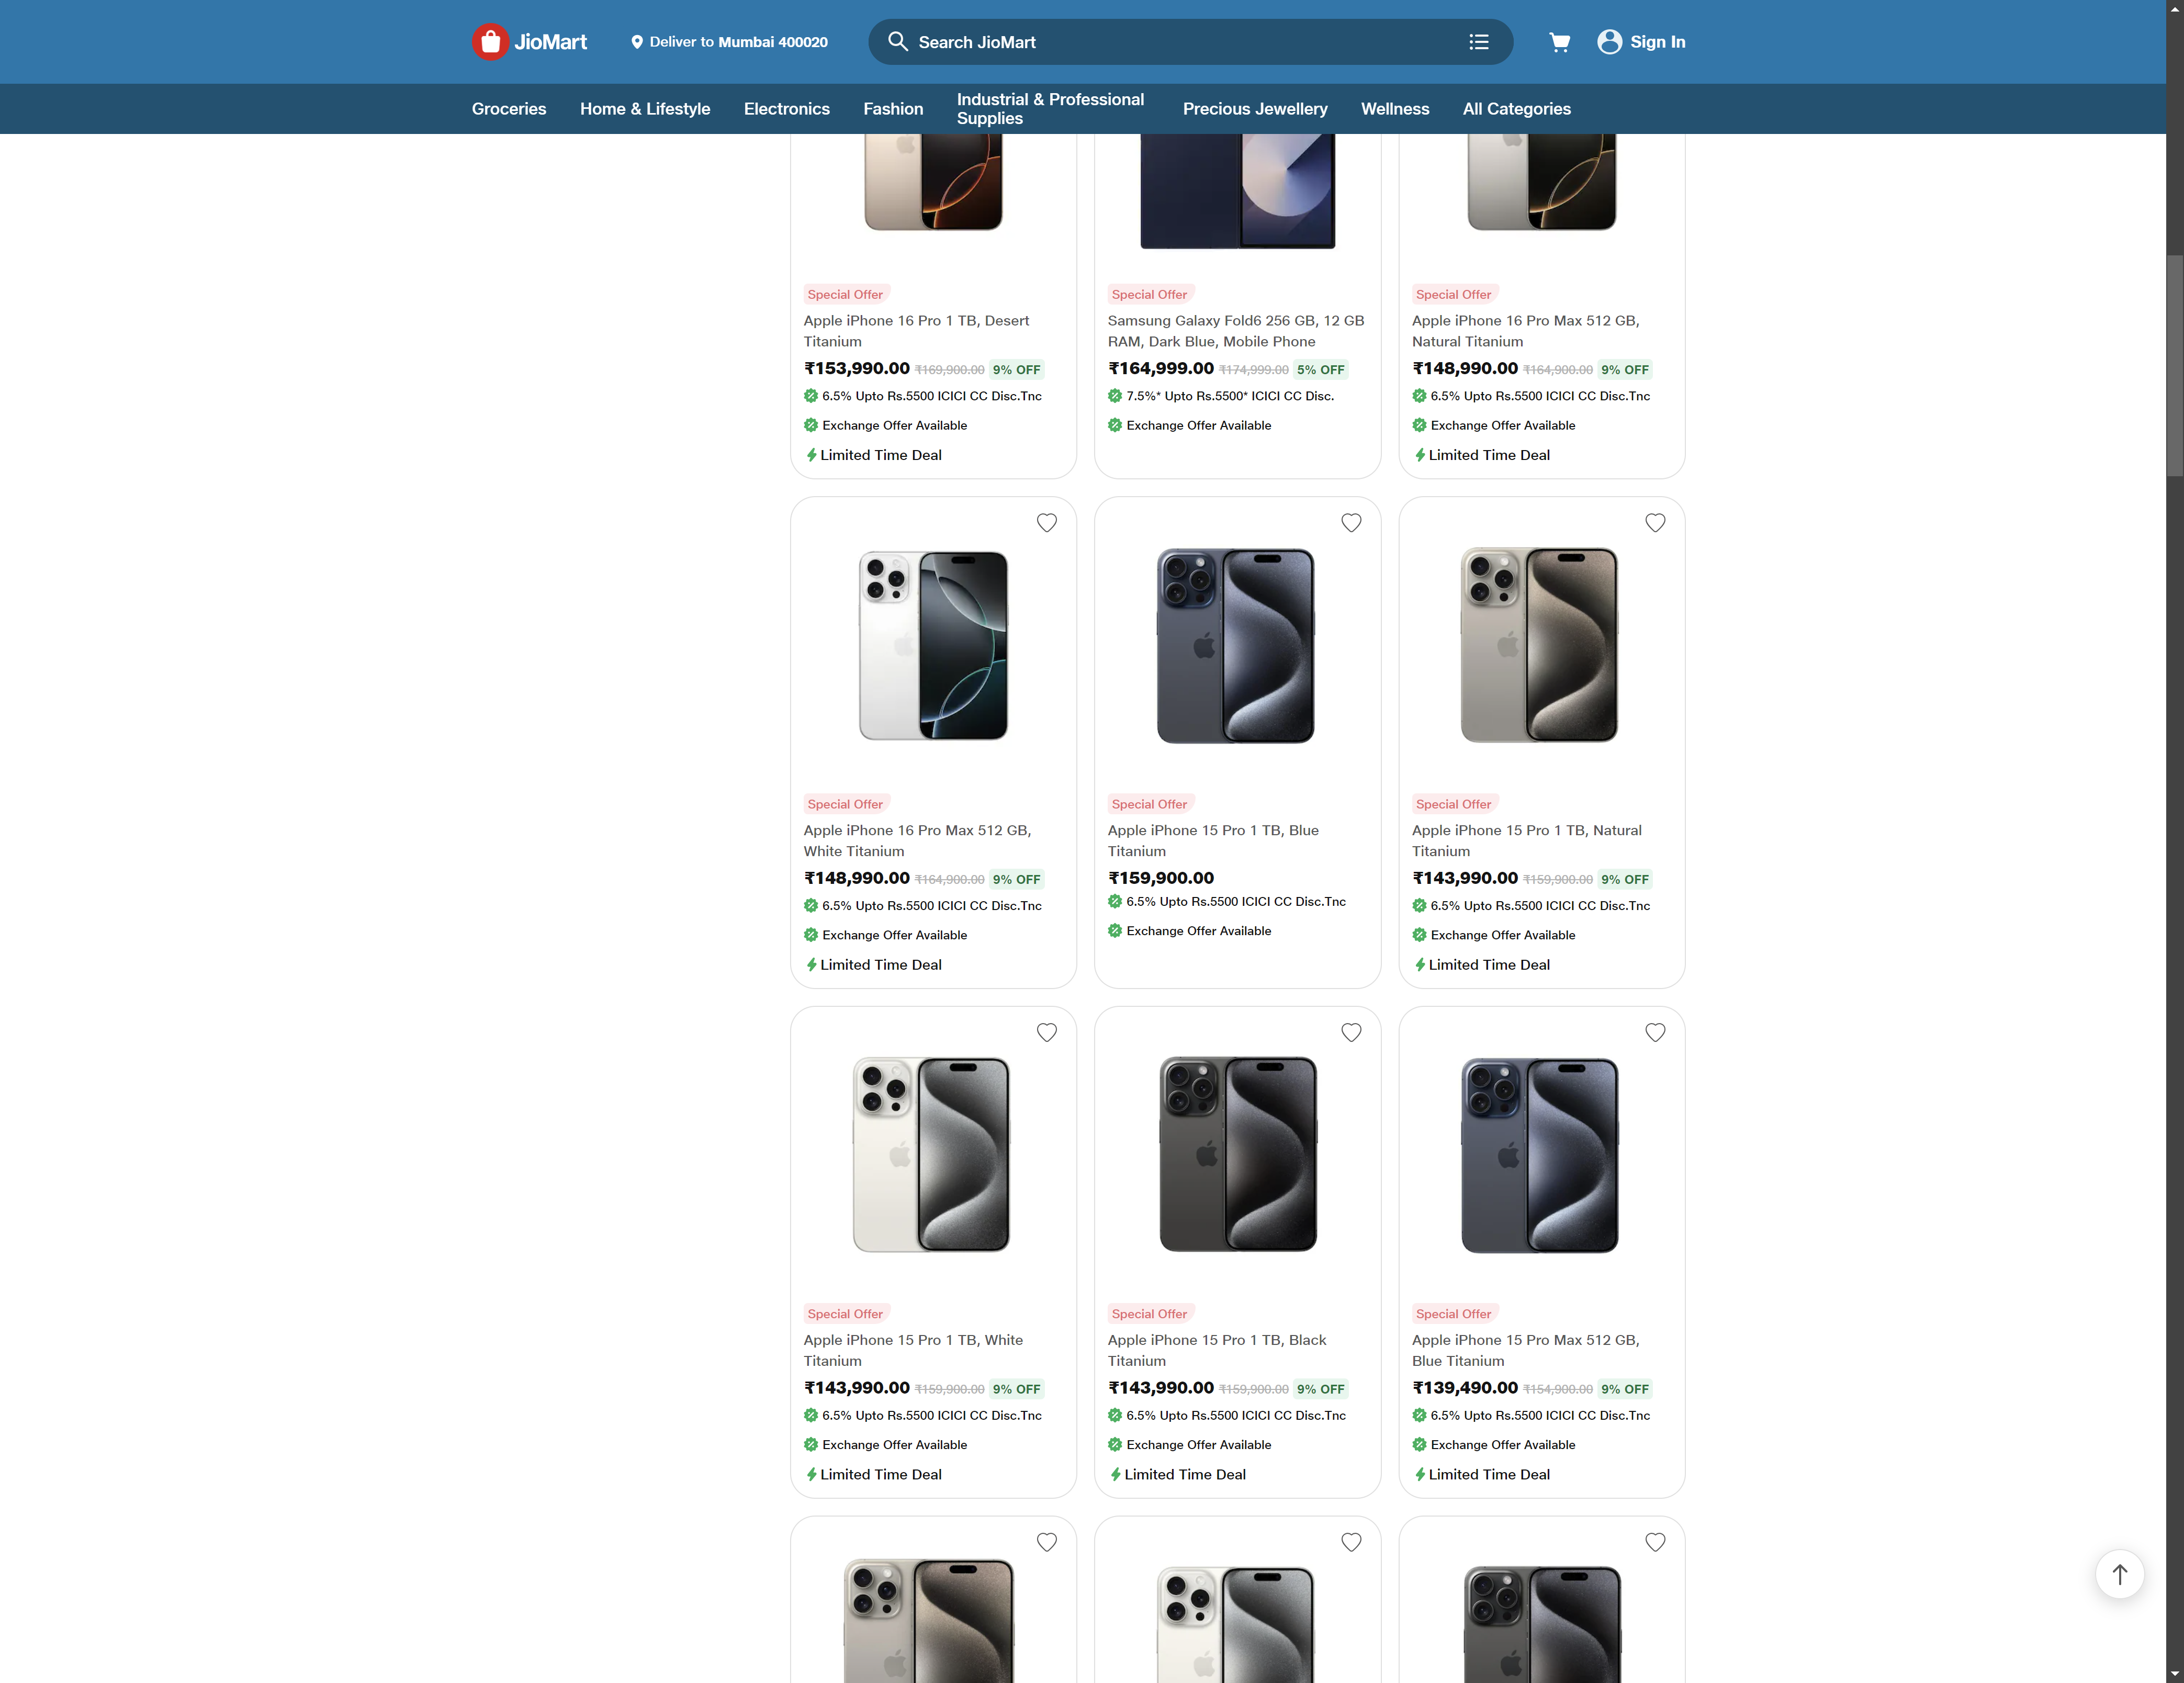 JioMart
Deliver to Mumbai 400020
Search JioMart
Sign In
Groceries
Home & Lifestyle
Electronics
Fashion
Industrial & Professional
Supplies
Precious Jewellery
Wellness
All Categories
Special Offer
Apple iPhone 16 Pro 1 TB, Desert
Titanium
₹153,990.00 ₹169,900.00 9% OFF
6.5% Upto Rs.5500 ICICI CC Disc.Tnc
Exchange Offer Available
Limited Time Deal
Special Offer
Samsung Galaxy Fold6 256 GB, 12 GB
RAM, Dark Blue, Mobile Phone
₹164,999.00 ₹174,999.00 5% OFF
7.5%* Upto Rs.5500* ICICI CC Disc.
Exchange Offer Available
Special Offer
Apple iPhone 16 Pro Max 512 GB,
Natural Titanium
₹148,990.00 ₹164,900.00 9% OFF
6.5% Upto Rs.5500 ICICI CC Disc.Tnc
Exchange Offer Available
Limited Time Deal
Special Offer
Apple iPhone 16 Pro Max 512 GB,
White Titanium
₹148,990.00 ₹164,900.00 9% OFF
6.5% Upto Rs.5500 ICICI CC Disc.Tnc
Exchange Offer Available
Limited Time Deal
Special Offer
Apple iPhone 15 Pro 1 TB, Blue
Titanium
₹159,900.00
6.5% Upto Rs.5500 ICICI CC Disc.Tnc
Exchange Offer Available
Special Offer
Apple iPhone 15 Pro 1 TB, Natural
Titanium
₹143,990.00 ₹159,900.00 9% OFF
6.5% Upto Rs.5500 ICICI CC Disc.Tnc
Exchange Offer Available
Limited Time Deal
Special Offer
Apple iPhone 15 Pro 1 TB, White
Titanium
₹143,990.00 ₹159,900.00 9% OFF
6.5% Upto Rs.5500 ICICI CC Disc.Tnc
Exchange Offer Available
Limited Time Deal
Special Offer
Apple iPhone 15 Pro 1 TB, Black
Titanium
₹143,990.00 ₹159,900.00 9% OFF
6.5% Upto Rs.5500 ICICI CC Disc.Tnc
Exchange Offer Available
Limited Time Deal
Special Offer
Apple iPhone 15 Pro Max 512 GB,
Blue Titanium
₹139,490.00 ₹154,900.00 9% OFF
6.5% Upto Rs.5500 ICICI CC Disc.Tnc
Exchange Offer Available
Limited Time Deal